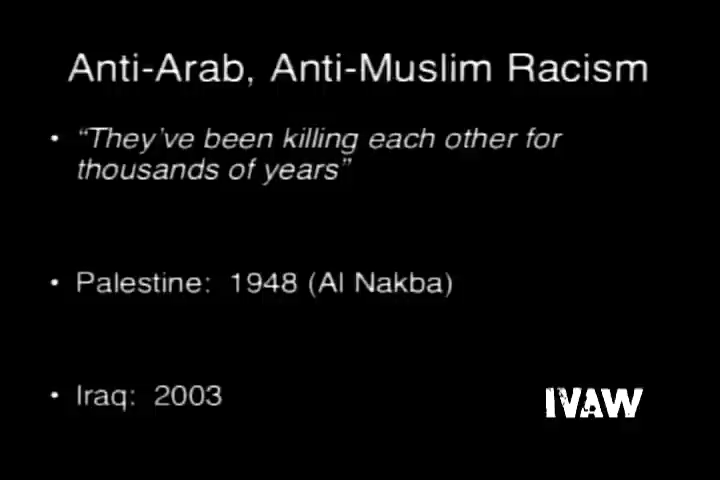 Anti-Arab, Anti-Muslim Racism
• "They've been killing each other for
thousands of years"
• Palestine: 1948 (Al Nakba)
• Iraq: 2003
IVAW